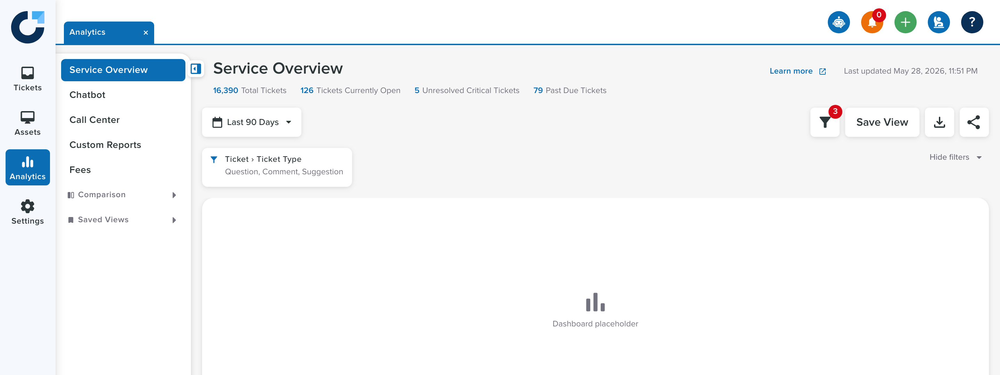 Analytics ×
0
?
Tickets
Assets
Analytics
Settings
Service Overview
Chatbot
Call Center
Custom Reports
Fees
Comparison
Saved Views
Service Overview
Learn more
Last updated May 28, 2026, 11:51 PM
16,390 Total Tickets 126 Tickets Currently Open 5 Unresolved Critical Tickets 79 Past Due Tickets
Last 90 Days
3
Save View
Ticket › Ticket Type
Question, Comment, Suggestion
Hide filters
Dashboard placeholder